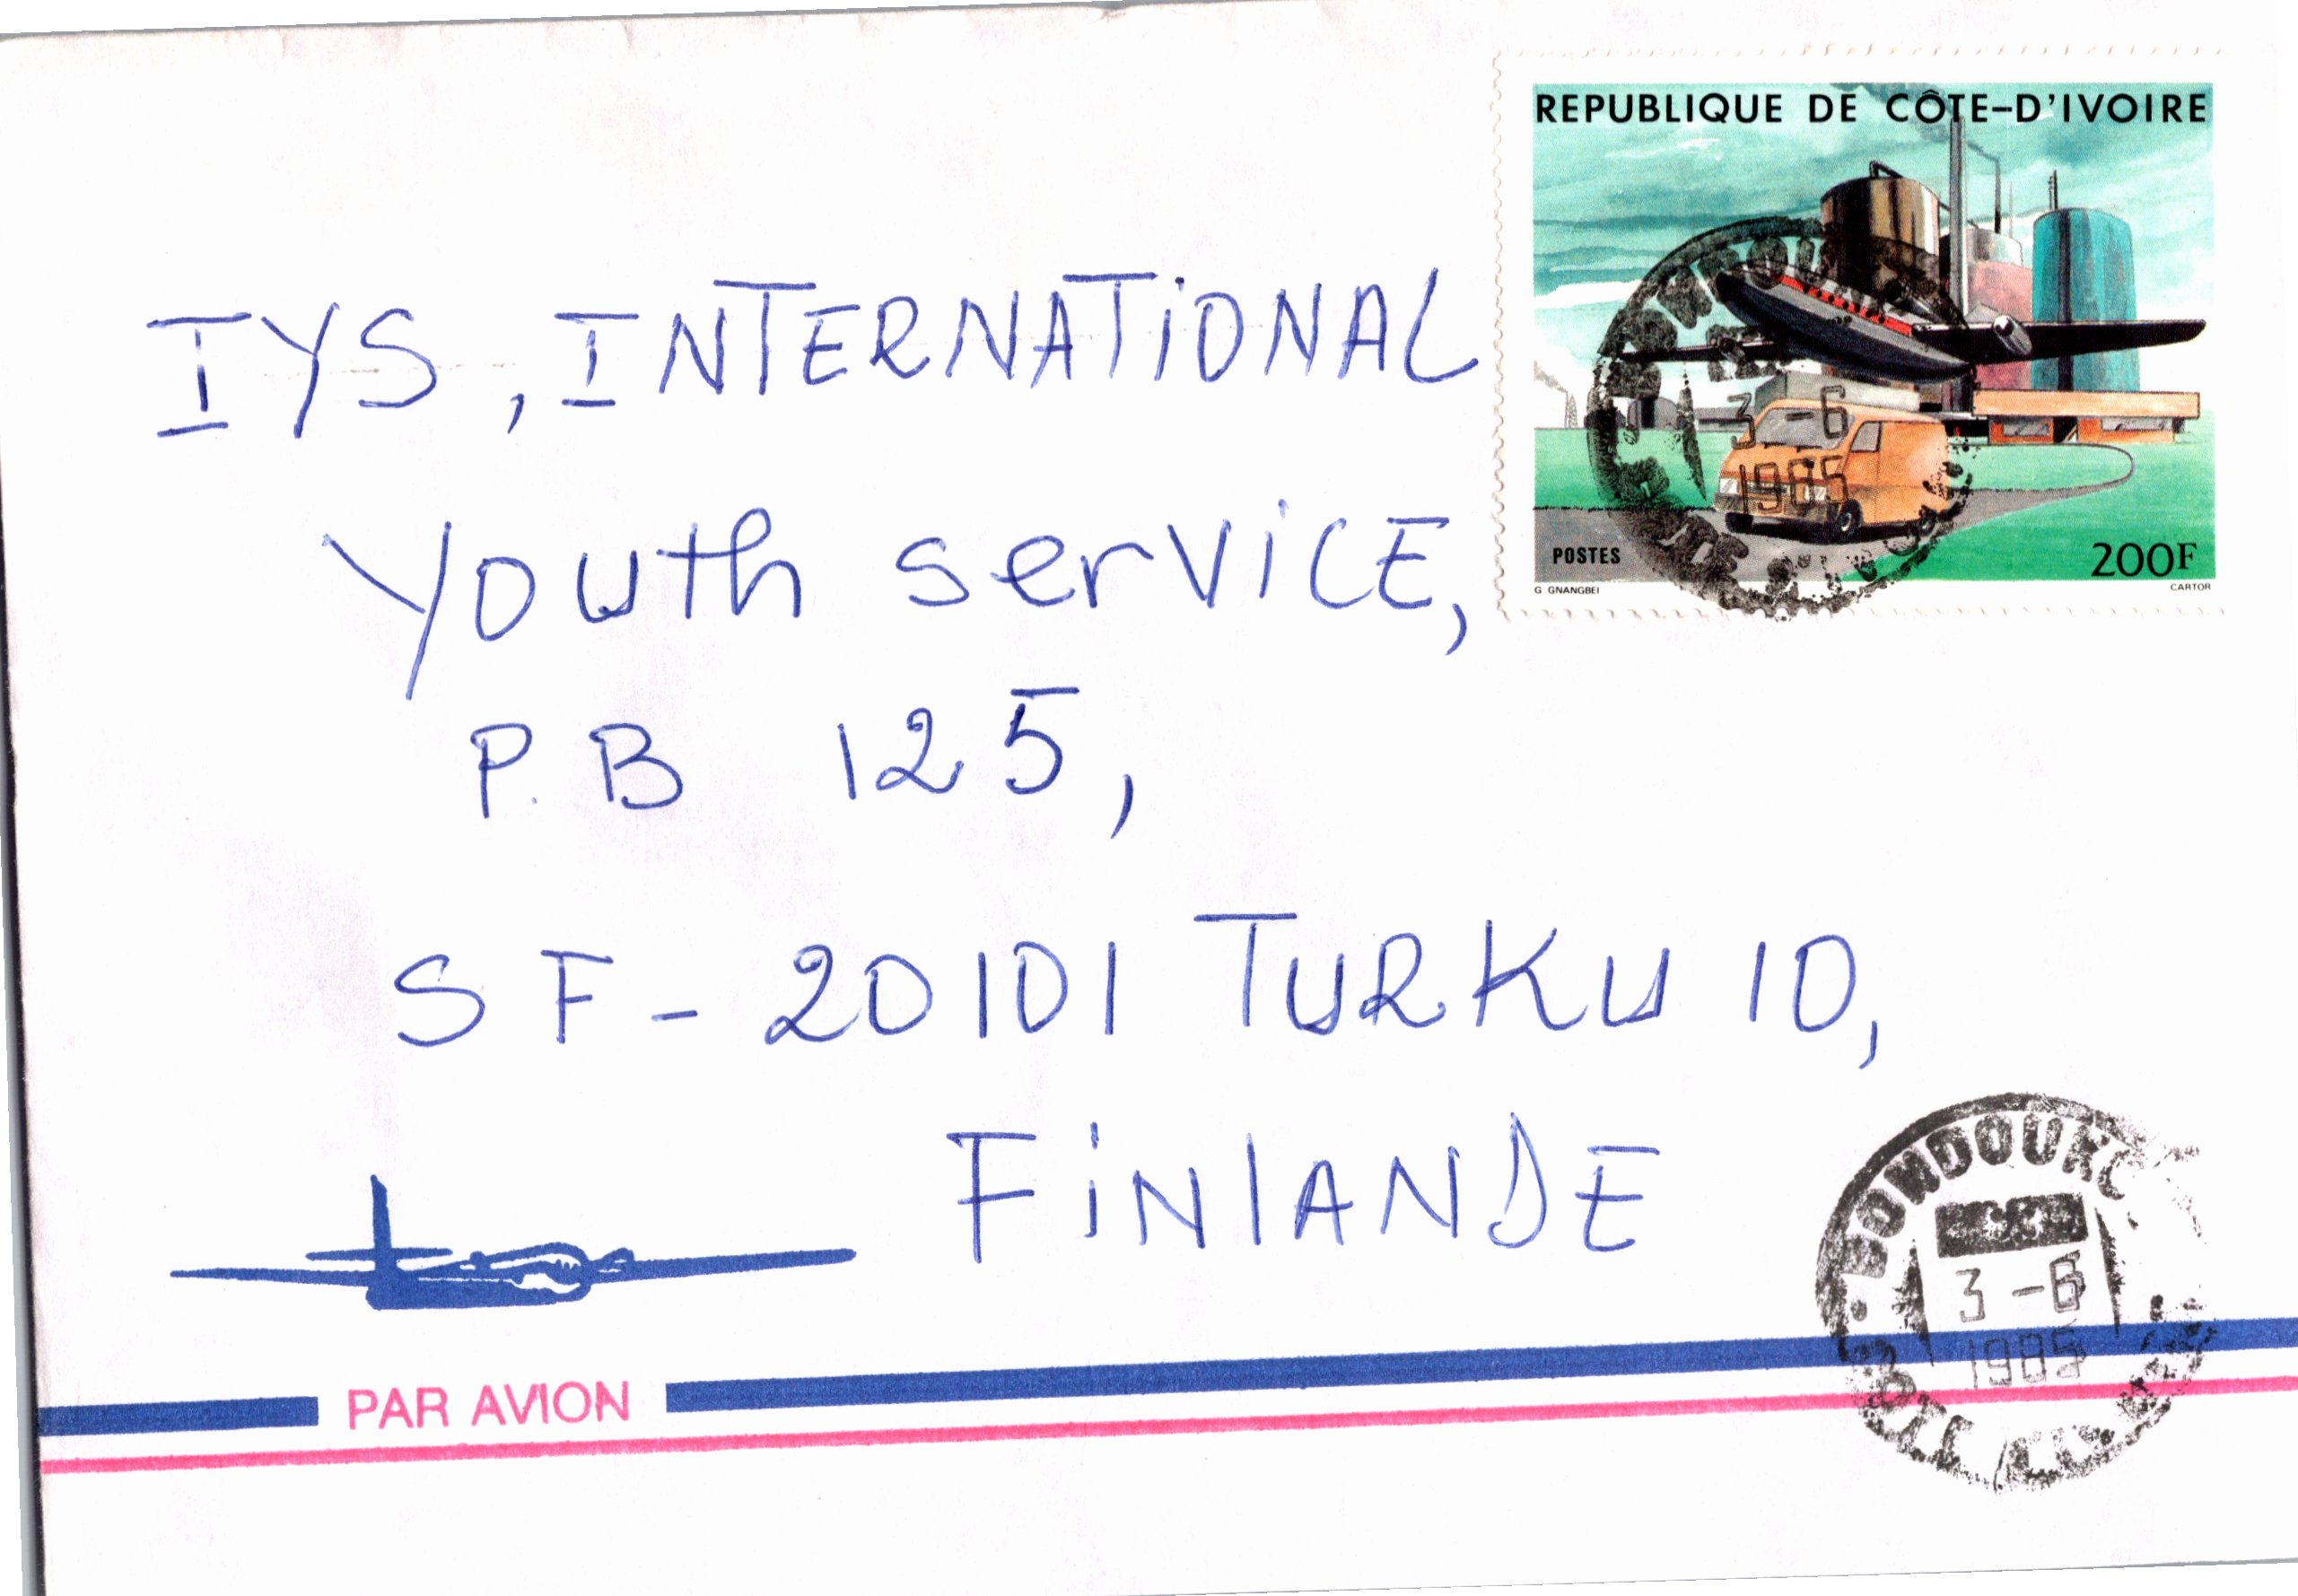 REPUBLIQUE DE CÔTE-D'IVOIRE
3 -6
1985
POSTES
200F
G GNANGBEI
CARTOR
IYS, INTERNATIONAL
Youth serviCE,
P.B 125,
SF - 20101 TURKU 10,
FiNlANDE
BONDOUKO
3 -6
1985
PAR AVION